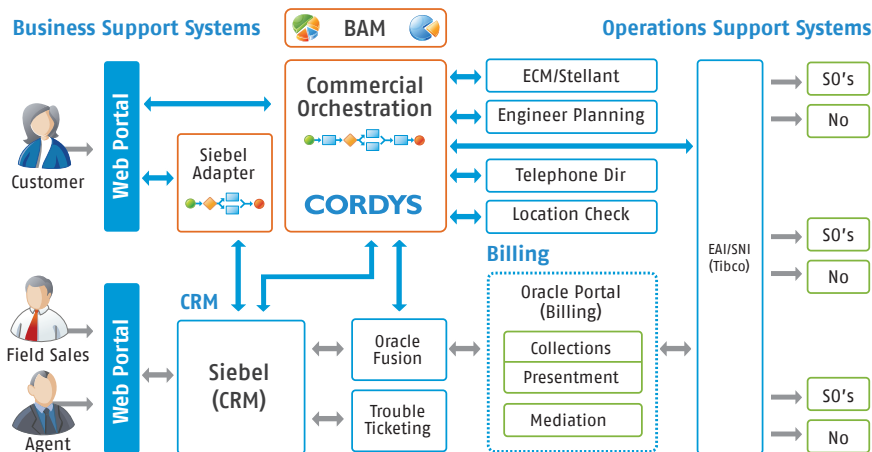 Business Support Systems
BAM
Operations Support Systems
Customer
Web Portal
Siebel
Adapter
Commercial
Orchestration
CORDYS
ECM/Stellant
Engineer Planning
Telephone Dir
Location Check
EAI/SNI
(Tibco)
SO's
No
SO's
No
SO's
No
Field Sales
Agent
Web Portal
CRM
Siebel
(CRM)
Oracle
Fusion
Trouble
Ticketing
Billing
Oracle Portal
(Billing)
Collections
Presentment
Mediation